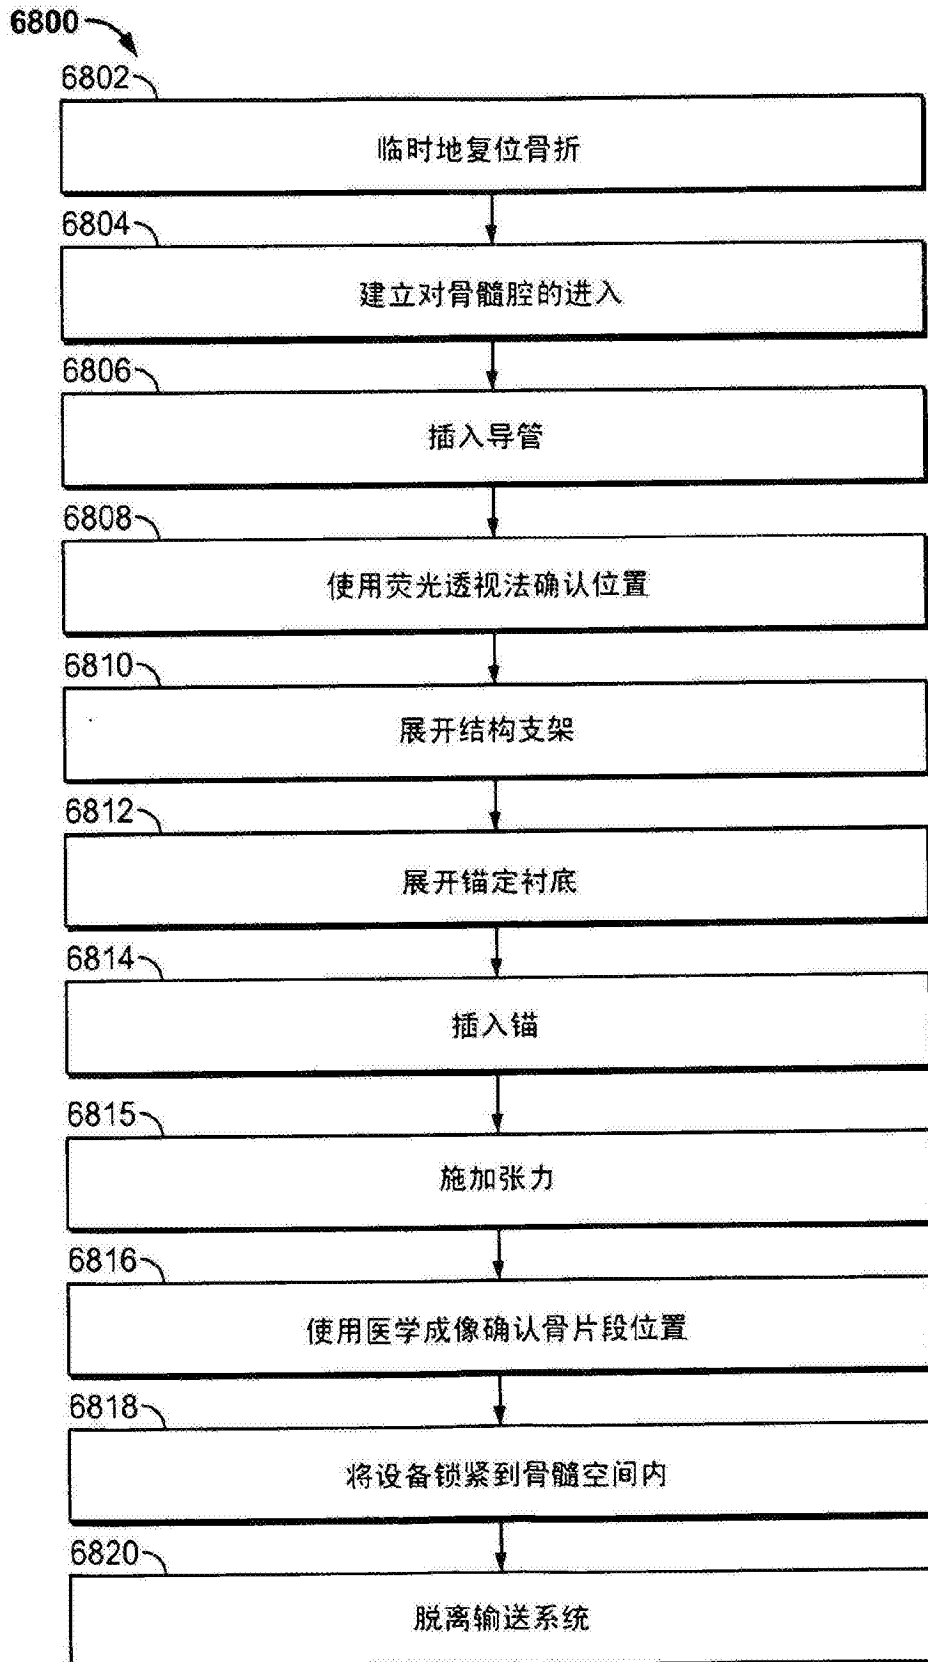 6800
6802
临时地复位骨折
6804
建立对骨髓腔的进入
6806
插入导管
6808
使用荧光透视法确认位置
6810
展开结构支架
6812
展开锚定衬底
6814
插入锚
6815
施加张力
6816
使用医学成像确认骨片段位置
6818
将设备锁紧到骨髓空间内
6820
脱离输送系统